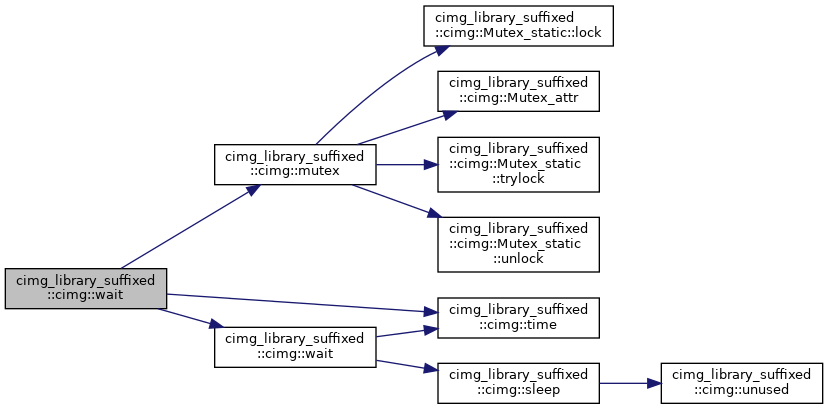 cimg_library_suffixed
::cimg::Mutex_static::lock
cimg_library_suffixed
::cimg::Mutex_attr
cimg_library_suffixed
::cimg::mutex
cimg_library_suffixed
::cimg::Mutex_static
::trylock
cimg_library_suffixed
::cimg::Mutex_static
::unlock
cimg_library_suffixed
::cimg::wait
cimg_library_suffixed
::cimg::time
cimg_library_suffixed
::cimg::wait
cimg_library_suffixed
::cimg::sleep
cimg_library_suffixed
::cimg::unused